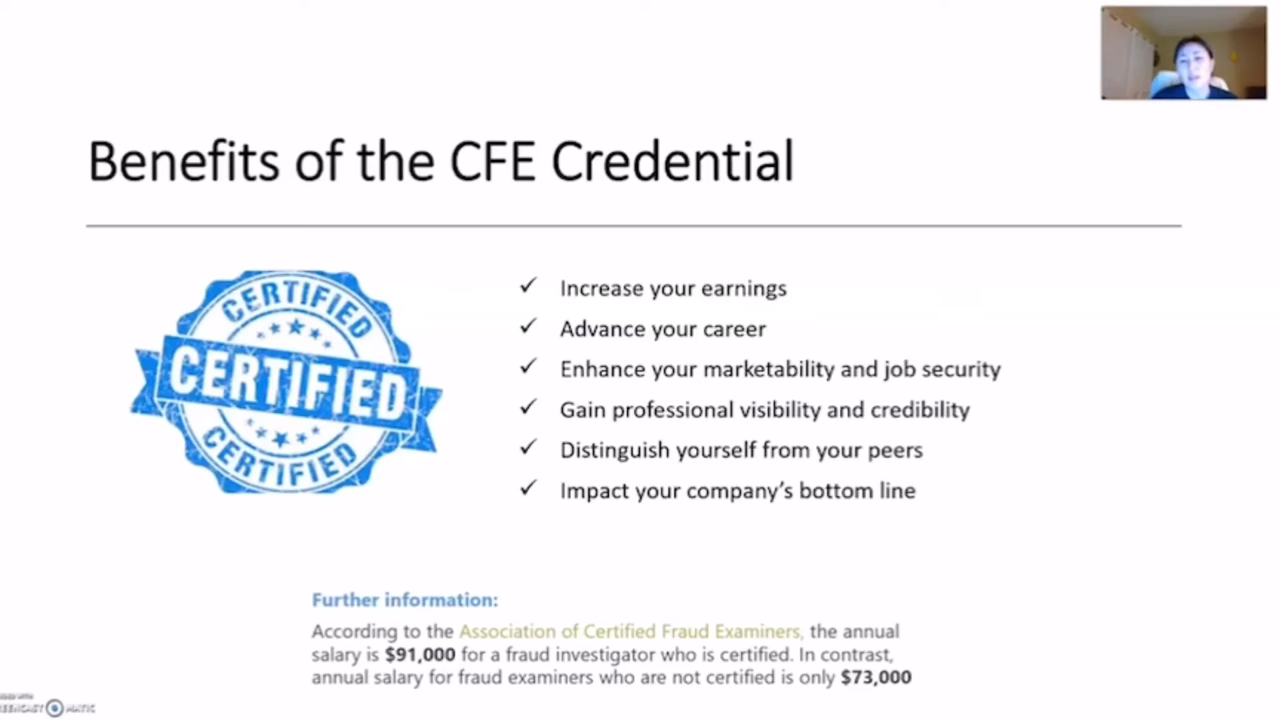 Benefits of the CFE Credential
CERTIFIED
CERTIFIED
CERTIFIED
✓ Increase your earnings
✓ Advance your career
✓ Enhance your marketability and job security
✓ Gain professional visibility and credibility
✓ Distinguish yourself from your peers
✓ Impact your company’s bottom line
Further information:
According to the Association of Certified Fraud Examiners, the annual
salary is $91,000 for a fraud investigator who is certified. In contrast,
annual salary for fraud examiners who are not certified is only $73,000
MATIC